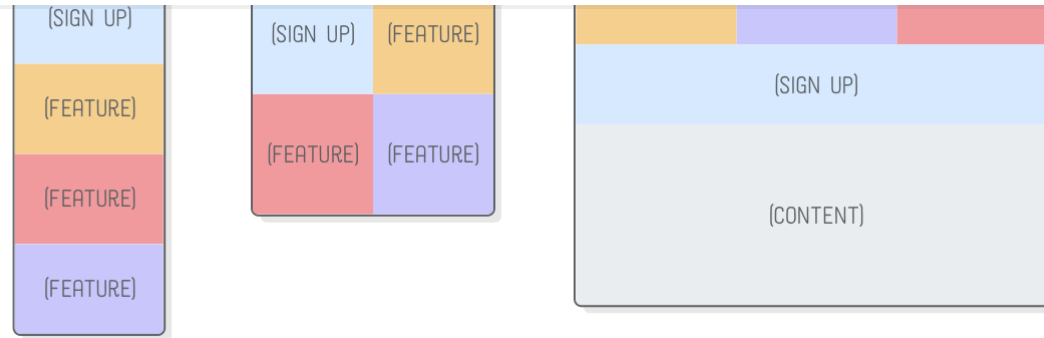 (SIGN UP)
(FEATURE)
(FEATURE)
(FEATURE)
(SIGN UP)
(FEATURE)
(FEATURE)
(FEATURE)
(SIGN UP)
(CONTENT)